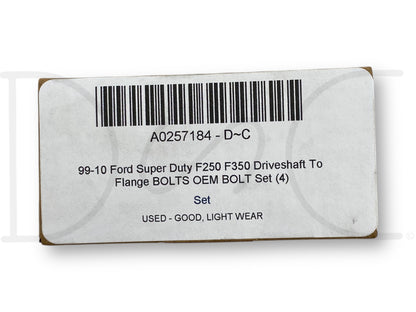 A0257184 - D~C
99-10 Ford Super Duty F250 F350 Driveshaft To
Flange BOLTS OEM BOLT Set (4)
Set
USED - GOOD, LIGHT WEAR